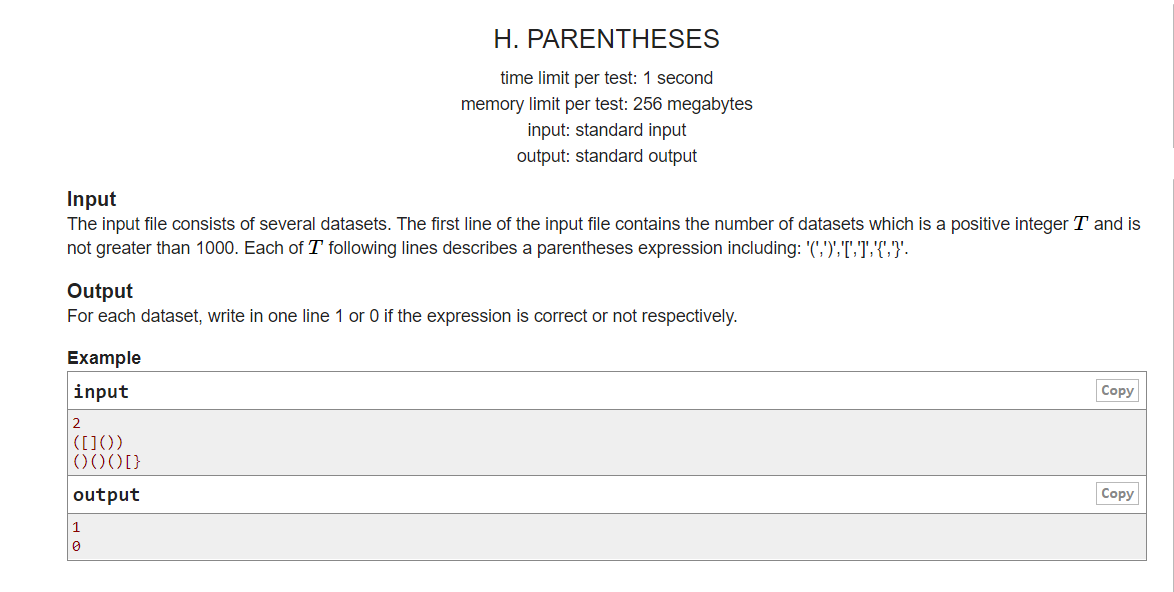 H. PARENTHESES
time limit per test: 1 second
memory limit per test: 256 megabytes
input: standard input
output: standard output
Input
The input file consists of several datasets. The first line of the input file contains the number of datasets which is a positive integer T and is
not greater than 1000. Each of T following lines describes a parentheses expression including: '(',')','[',']','{','}'.
Output
For each dataset, write in one line 1 or 0 if the expression is correct or not respectively.
Example
input
Copy
2
([]())
()()()[}
output
Copy
1
0